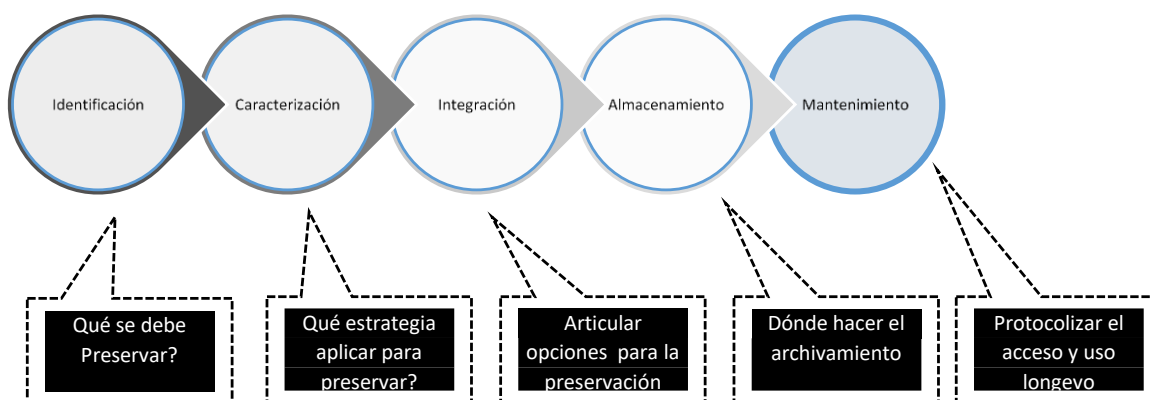 Identificación
Caracterización
Integración
Almacenamiento
Mantenimiento
Qué se debe
Preservar?
Qué estrategia
aplicar para
preservar?
Articular
opciones para la
preservación
Dónde hacer el
archivamiento
Protocolizar el
acceso y uso
longevo